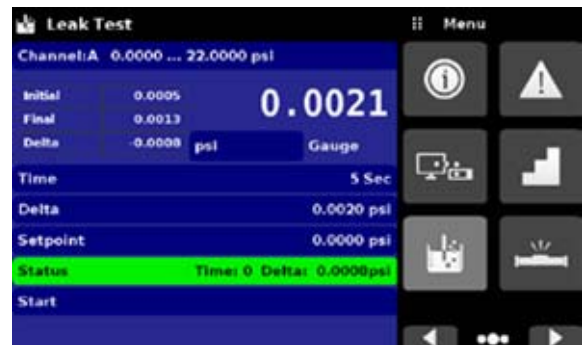 Leak Test
Menu
Channel:A 0.0000 ... 22.0000 psi
Initial 0.0005
Final 0.0013
Delta -0.0008
0.0021
psi Gauge
Time 5 Sec
Delta 0.0020 psi
Setpoint 0.0000 psi
Status Time: 0 Delta: 0.0008psi
Start